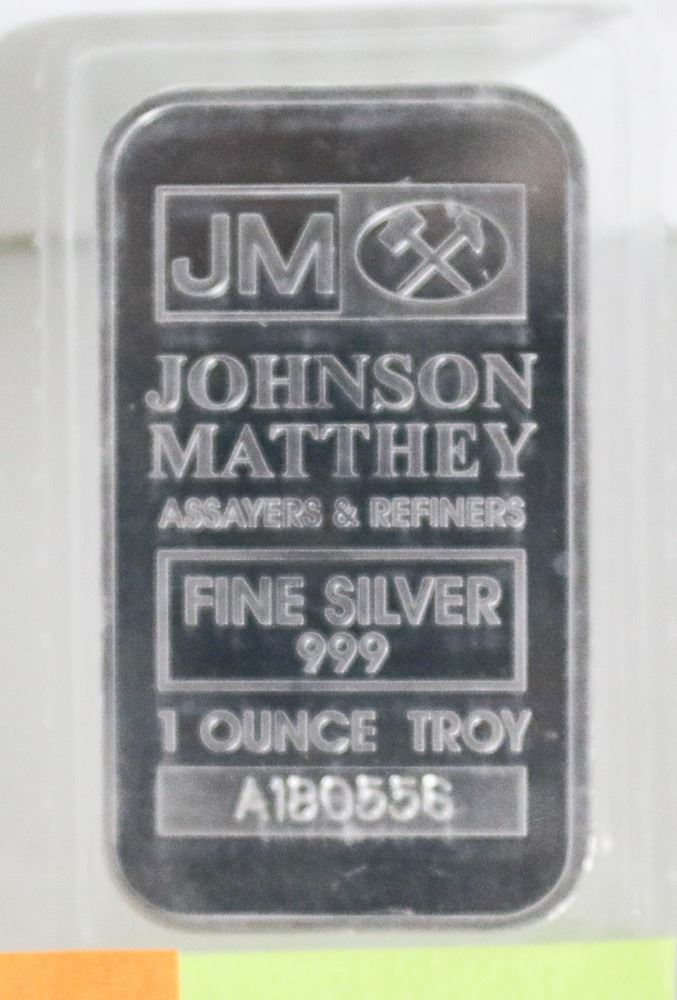 JM
JOHNSON
MATTHEY
ASSAYERS & REFINERS
FINE SILVER
999
1 OUNCE TROY
A180556